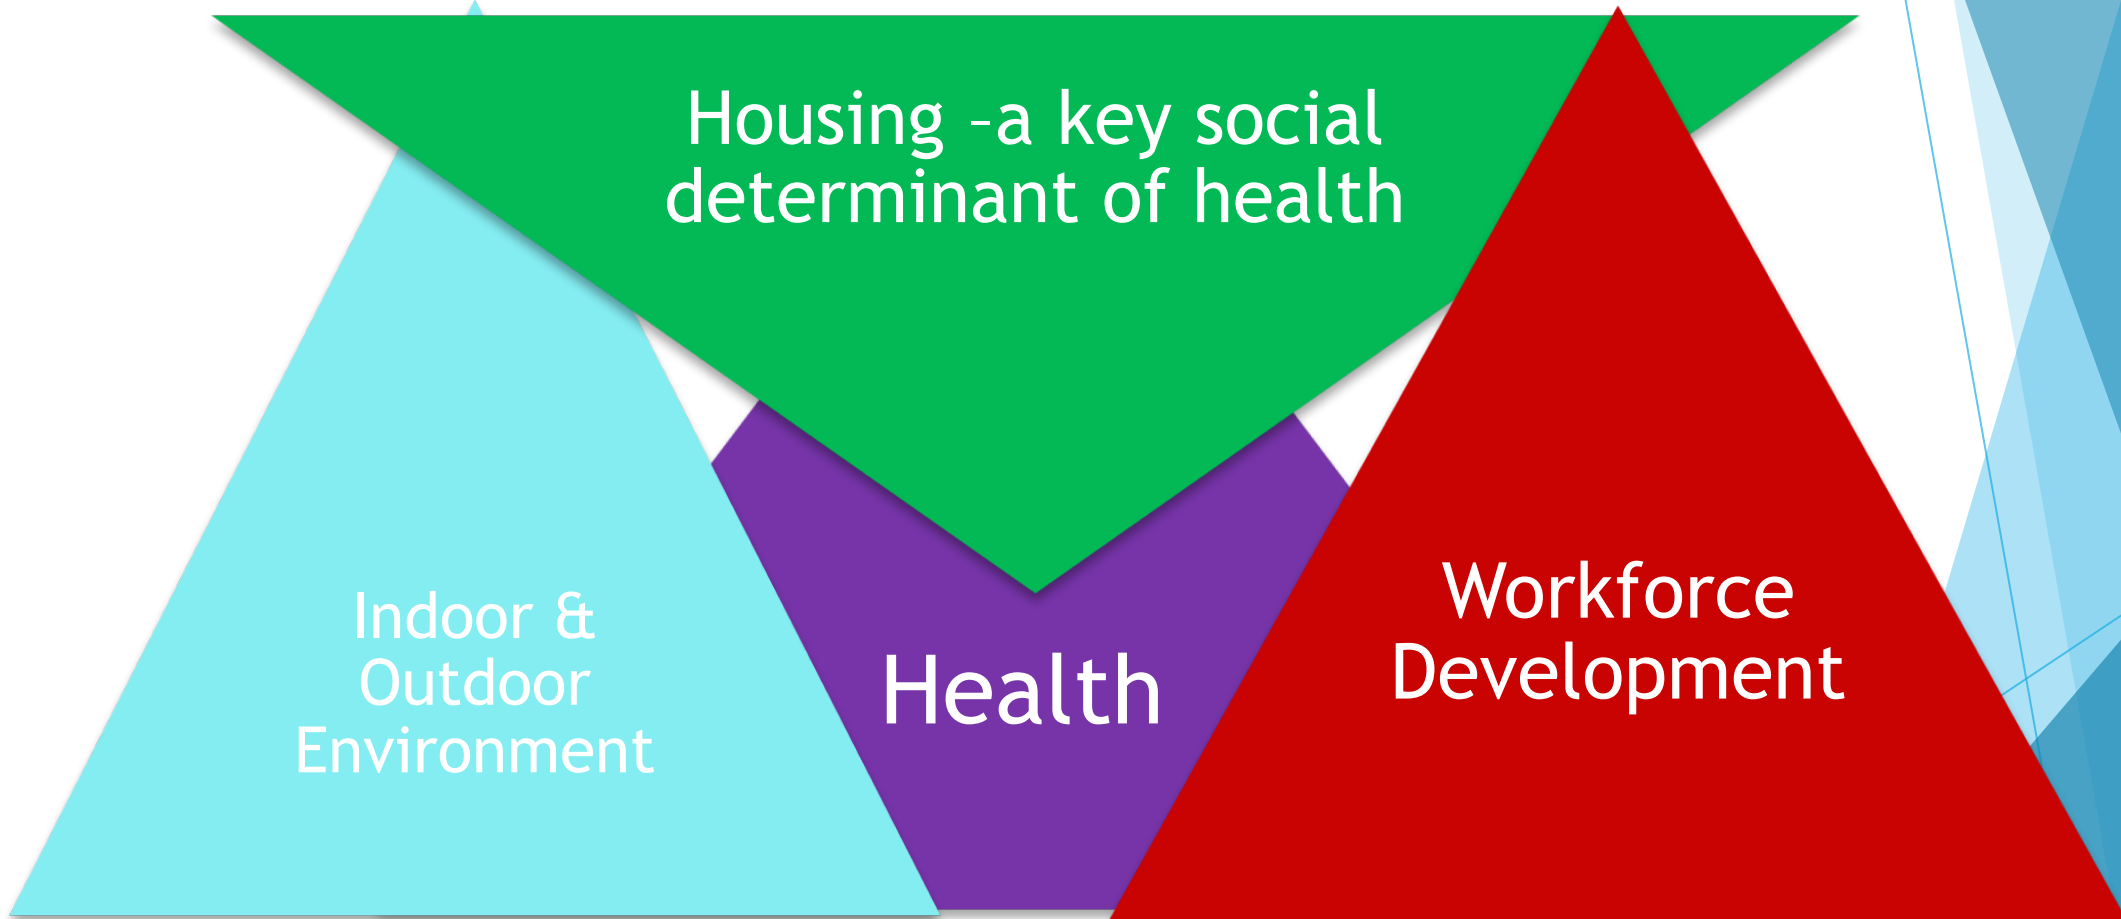 Housing –a key social
determinant of health
Indoor &
Outdoor
Environment
Health
Workforce
Development